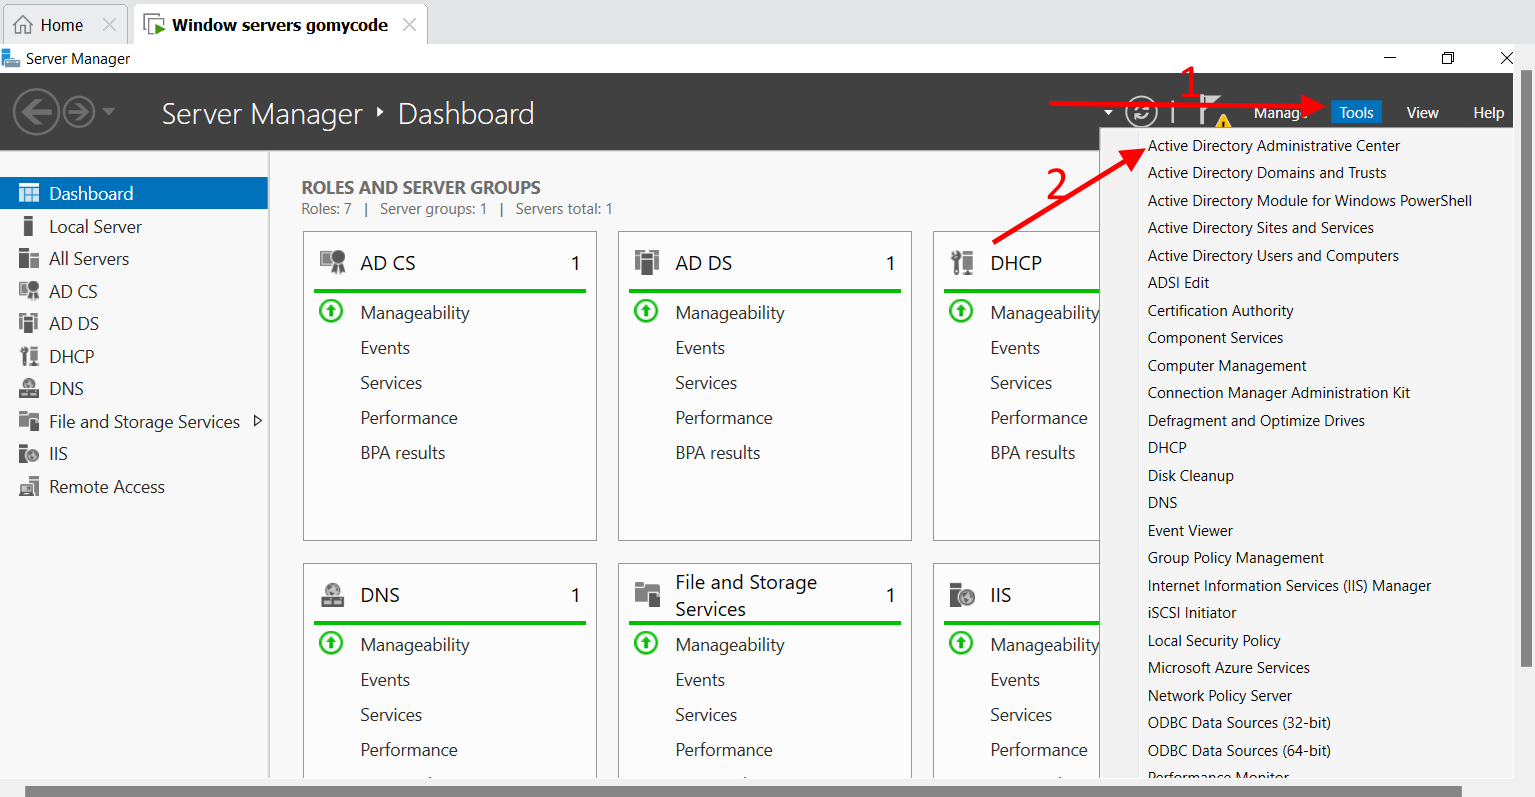 Home
Window servers gomycode
Server Manager
Server Manager ‣ Dashboard
1
Manage Tools View Help
Dashboard
Local Server
All Servers
AD CS
AD DS
DHCP
DNS
File and Storage Services
IIS
Remote Access
ROLES AND SERVER GROUPS
Roles: 7 | Server groups: 1 | Servers total: 1
AD CS 1
Manageability
Events
Services
Performance
BPA results
AD DS 1
Manageability
Events
Services
Performance
BPA results
DHCP
Manageability
Events
Services
Performance
BPA results
DNS 1
Manageability
Events
Services
Performance
File and Storage
Services 1
Manageability
Events
Services
Performance
IIS
Manageability
Events
Services
Performance
2
Active Directory Administrative Center
Active Directory Domains and Trusts
Active Directory Module for Windows PowerShell
Active Directory Sites and Services
Active Directory Users and Computers
ADSI Edit
Certification Authority
Component Services
Computer Management
Connection Manager Administration Kit
Defragment and Optimize Drives
DHCP
Disk Cleanup
DNS
Event Viewer
Group Policy Management
Internet Information Services (IIS) Manager
iSCSI Initiator
Local Security Policy
Microsoft Azure Services
Network Policy Server
ODBC Data Sources (32-bit)
ODBC Data Sources (64-bit)
Performance Monitor